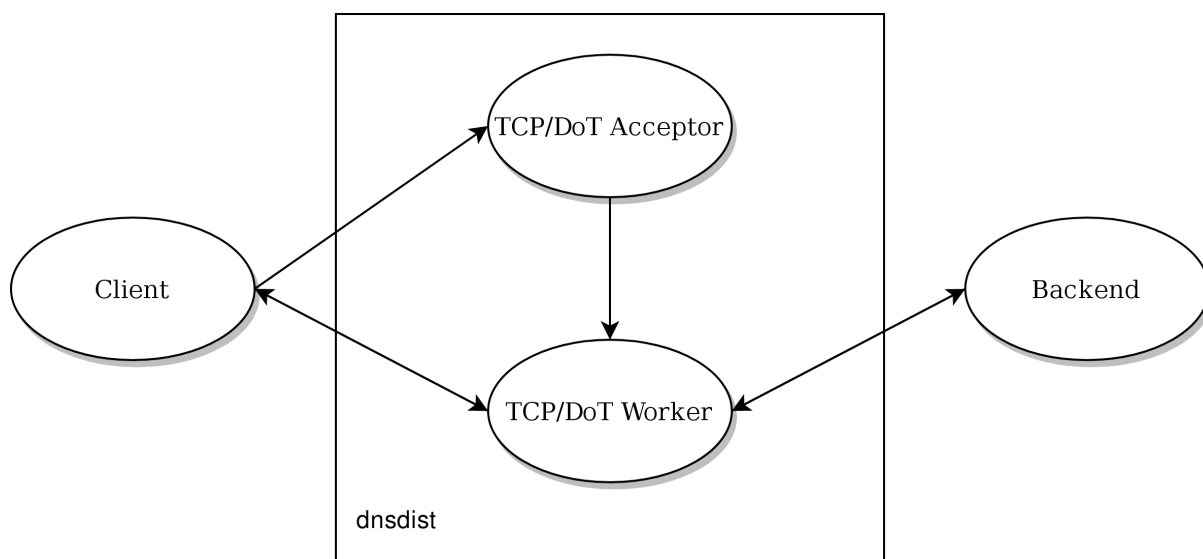 TCP/DoT Acceptor
Client
Backend
TCP/DoT Worker
dnsdist